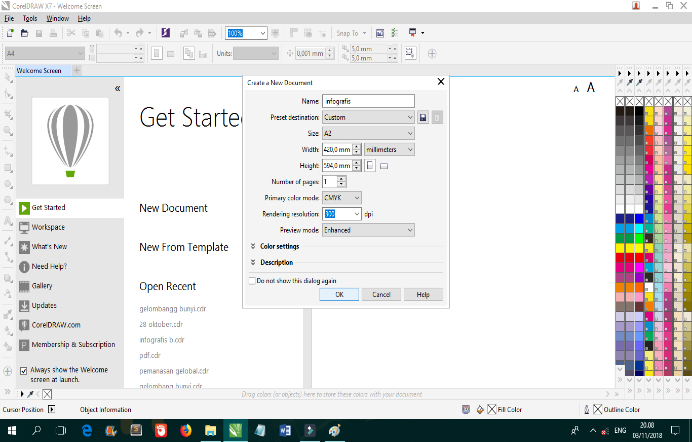 CorelDRAW X7 - Welcome Screen
File Tools Window Help
100%
Snap To
A4
Units:
0,001 mm
5,0 mm
5,0 mm
Welcome Screen
Create a New Document
Name: infografis
Preset destination: Custom
Size: A2
Width: 420,0 mm millimeters
Height: 594,0 mm
Number of pages: 1
Primary color mode: CMYK
Rendering resolution: 300 dpi
Preview mode: Enhanced
Color settings
Description
Do not show this dialog again
OK Cancel Help
A A
Get Starte
New Document
New From Template
Open Recent
gelombangg bunyi.cdr
28 oktober.cdr
infografis b.cdr
pdf.cdr
pemanasan gelobal.cdr
gelombang bunyi.cdr
Get Started
Workspace
What's New
Need Help?
Gallery
Updates
CorelDRAW.com
Membership & Subscription
Always show the Welcome
screen at launch.
Drag colors (or objects) here to store these colors with your document
Cursor Position Object Information Fill Color Outline Color
ENG
20.08
03/11/2018